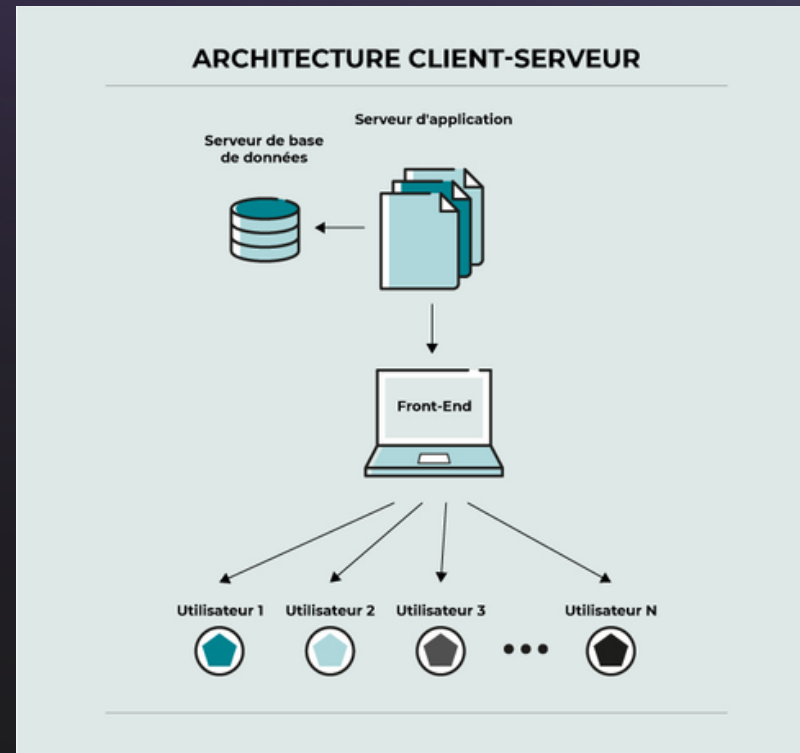 ARCHITECTURE CLIENT-SERVEUR
Serveur d'application
Serveur de base
de données
Front-End
Utilisateur 1
Utilisateur 2
Utilisateur 3
Utilisateur N